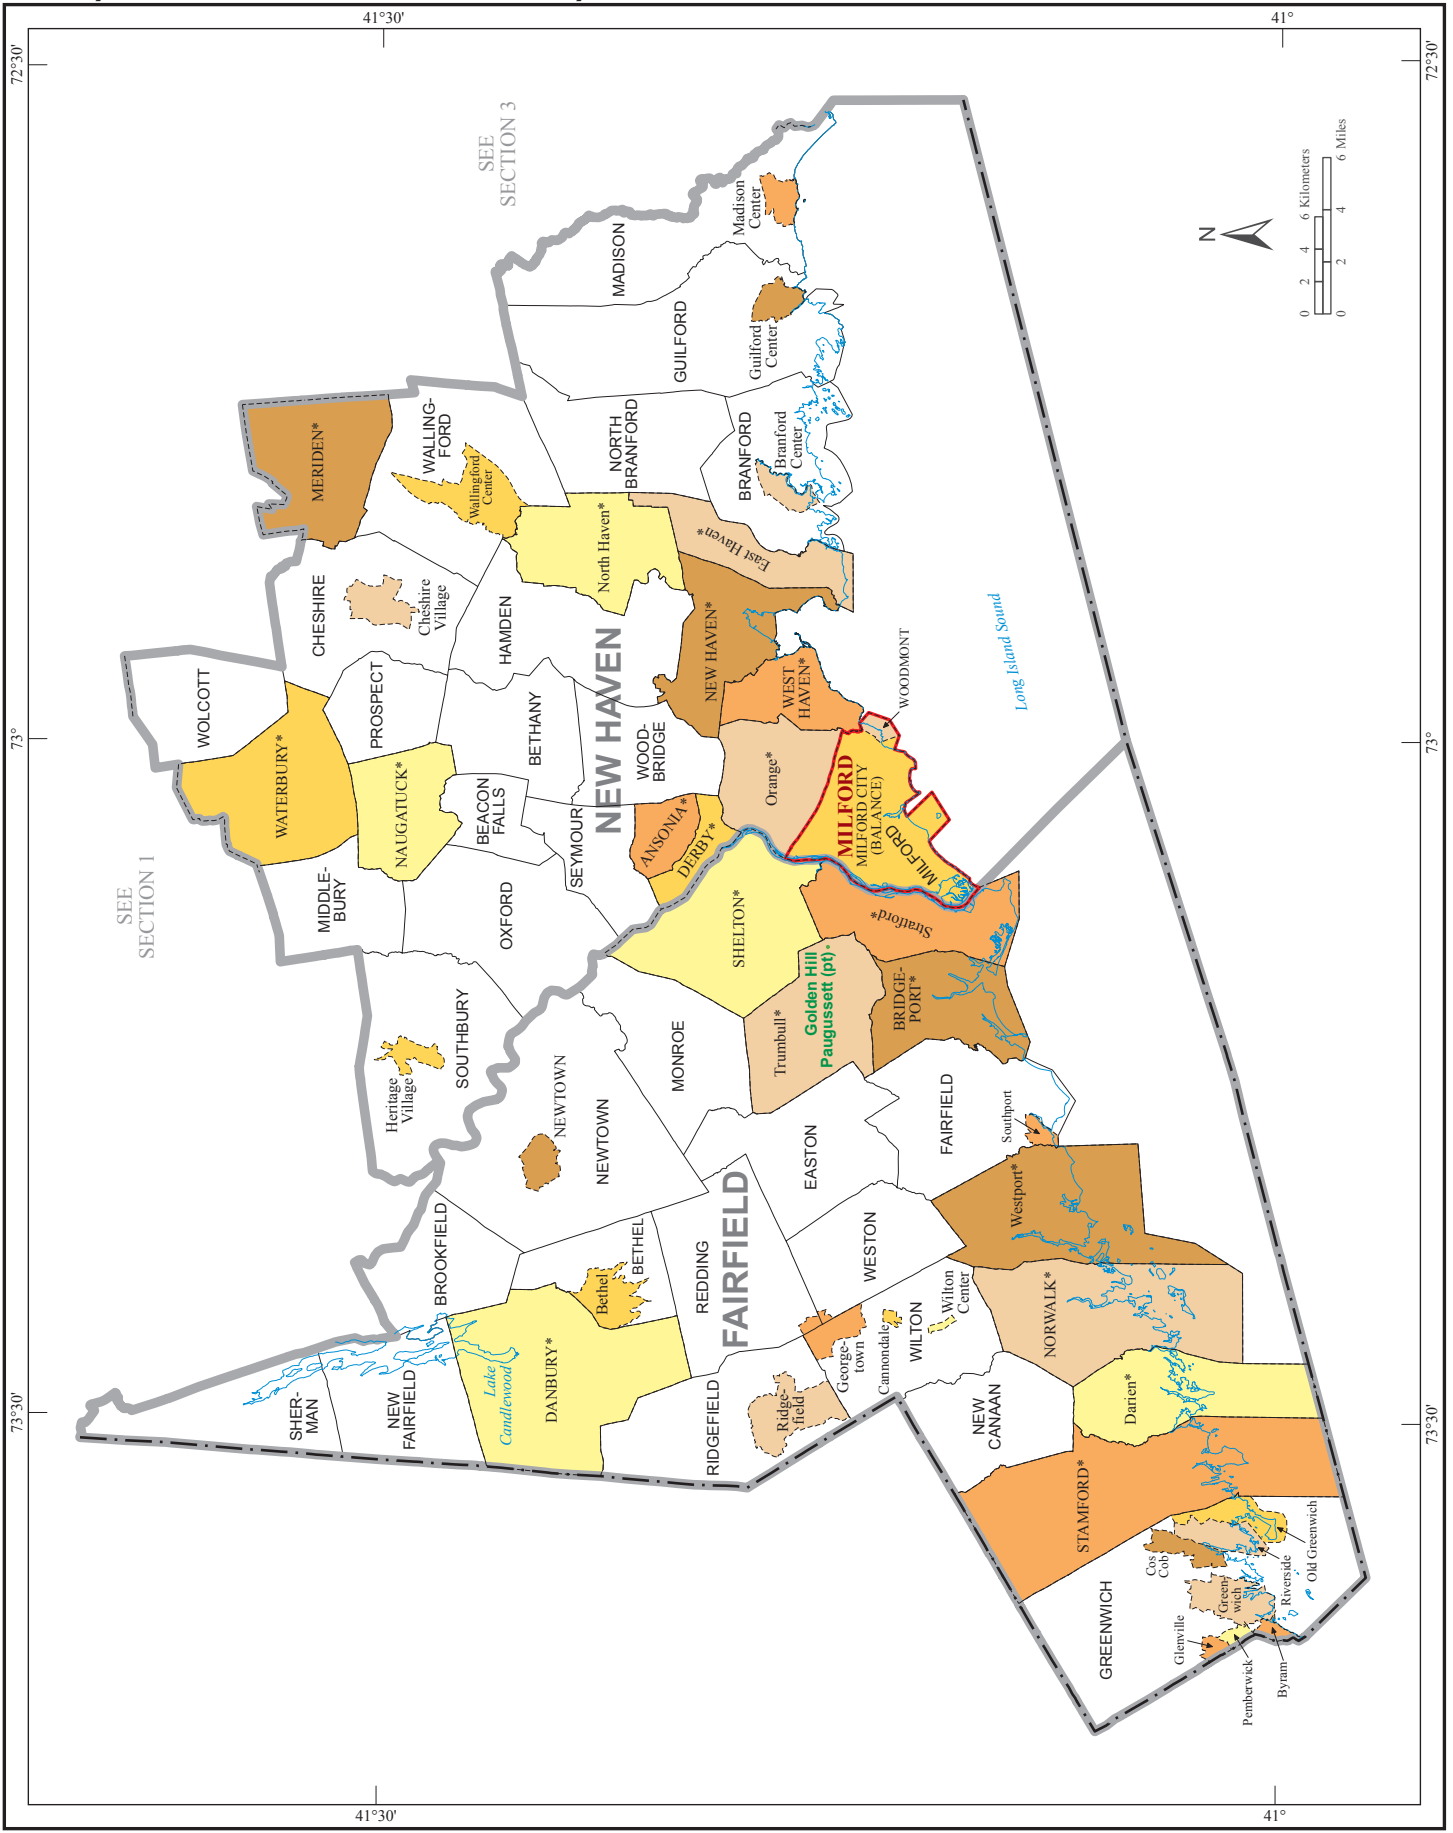 41°30'
41°
72°30'
72°30'
SEE
SECTION 3
0 2 4 6 Kilometers
0 2 4 6 Miles
N
MADISON
Madison
Center
GUILFORD
Guilford
Center
MERIDEN*
WALLING-
FORD
Wallingford
Center
NORTH
BRANFORD
BRANFORD
Branford
Center
North Haven*
East Haven*
CHESHIRE
Cheshire
Village
HAMDEN
NEW HAVEN*
WOLCOTT
PROSPECT
BETHANY
NEW HAVEN
WOOD-
BRIDGE
WEST
HAVEN*
WOODMONT
Long Island Sound
73°
73°
WATERBURY*
NAUGATUCK*
BEACON
FALLS
SEYMOUR
ANSONIA*
DERBY*
Orange*
MILFORD
MILFORD CITY
(BALANCE)
MILFORD
SEE
SECTION 1
MIDDLE-
BURY
OXFORD
SHELTON*
Stratford*
SOUTHBURY
Heritage
Village
MONROE
Trumbull*
Golden Hill
Paugussett (pt)
BRIDGE-
PORT*
NEWTOWN
NEWTOWN
EASTON
FAIRFIELD
Southport
BROOKFIELD
BETHEL
Bethel
REDDING
FAIRFIELD
WESTON
Westport*
SHER-
MAN
NEW
FAIRFIELD
Lake
Candlewood
DANBURY*
RIDGEFIELD
Ridge-
field
George-
town
Cannondale
WILTON
Wilton
Center
NORWALK*
NEW
CANAAN
Darien*
73°30'
73°30'
STAMFORD*
GREENWICH
Cos
Cob
Green-
wich
Riverside
Old Greenwich
Glenville
Pemberwick
Byram
41°30'
41°